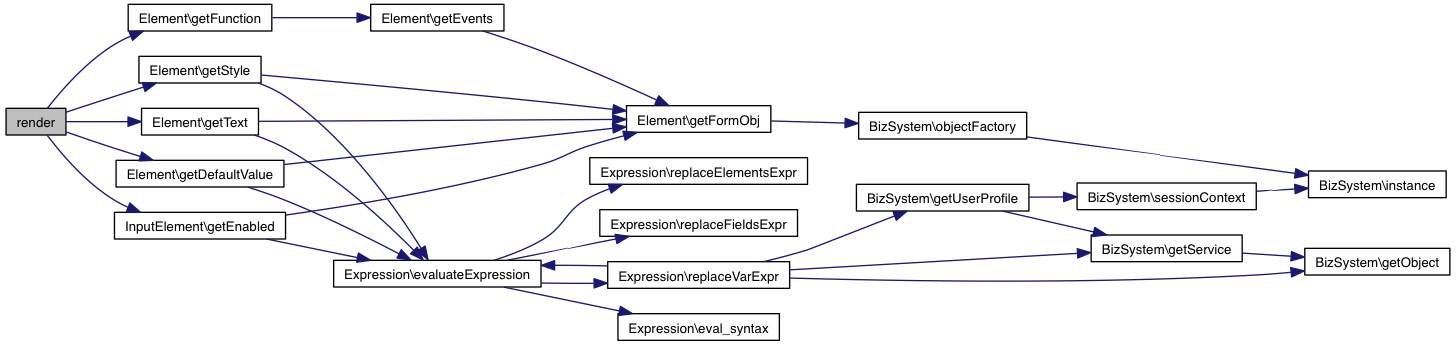 render
Element\getFunction
Element\getEvents
Element\getStyle
Element\getText
Element\getDefaultValue
InputElement\getEnabled
Element\getFormObj
BizSystem\objectFactory
BizSystem\instance
Expression\evaluateExpression
Expression\replaceElementsExpr
Expression\replaceFieldsExpr
Expression\replaceVarExpr
Expression\eval_syntax
BizSystem\getUserProfile
BizSystem\sessionContext
BizSystem\getService
BizSystem\getObject